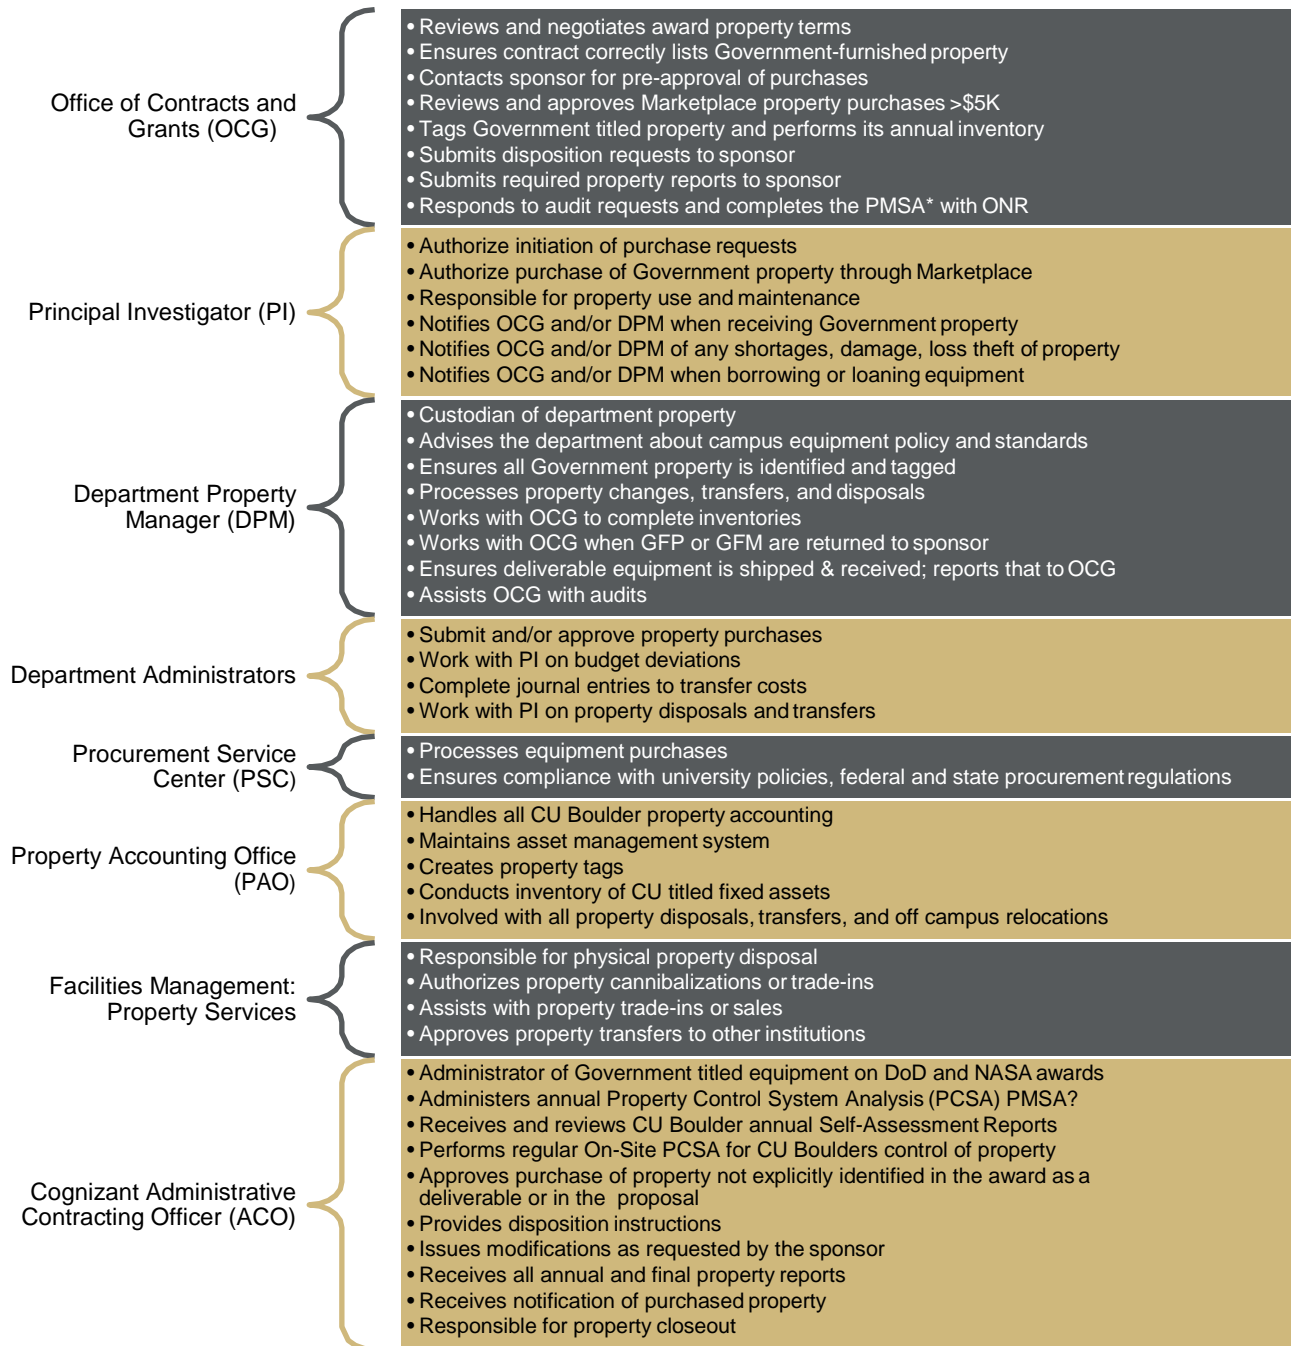 Office of Contracts and
Grants (OCG)
• Reviews and negotiates award property terms
• Ensures contract correctly lists Government-furnished property
• Contacts sponsor for pre-approval of purchases
• Reviews and approves Marketplace property purchases >$5K
• Tags Government titled property and performs its annual inventory
• Submits disposition requests to sponsor
• Submits required property reports to sponsor
• Responds to audit requests and completes the PMSA* with ONR
Principal Investigator (PI)
• Authorize initiation of purchase requests
• Authorize purchase of Government property through Marketplace
• Responsible for property use and maintenance
• Notifies OCG and/or DPM when receiving Government property
• Notifies OCG and/or DPM of any shortages, damage, loss theft of property
• Notifies OCG and/or DPM when borrowing or loaning equipment
Department Property
Manager (DPM)
• Custodian of department property
• Advises the department about campus equipment policy and standards
• Ensures all Government property is identified and tagged
• Processes property changes, transfers, and disposals
• Works with OCG to complete inventories
• Works with OCG when GFP or GFM are returned to sponsor
• Ensures deliverable equipment is shipped & received; reports that to OCG
• Assists OCG with audits
Department Administrators
• Submit and/or approve property purchases
• Work with PI on budget deviations
• Complete journal entries to transfer costs
• Work with PI on property disposals and transfers
Procurement Service
Center (PSC)
• Processes equipment purchases
• Ensures compliance with university policies, federal and state procurement regulations
Property Accounting Office
(PAO)
• Handles all CU Boulder property accounting
• Maintains asset management system
• Creates property tags
• Conducts inventory of CU titled fixed assets
• Involved with all property disposals, transfers, and off campus relocations
Facilities Management:
Property Services
• Responsible for physical property disposal
• Authorizes property cannibalizations or trade-ins
• Assists with property trade-ins or sales
• Approves property transfers to other institutions
Cognizant Administrative
Contracting Officer (ACO)
• Administrator of Government titled equipment on DoD and NASA awards
• Administers annual Property Control System Analysis (PCSA) PMSA?
• Receives and reviews CU Boulder annual Self-Assessment Reports
• Performs regular On-Site PCSA for CU Boulders control of property
• Approves purchase of property not explicitly identified in the award as a
deliverable or in the proposal
• Provides disposition instructions
• Issues modifications as requested by the sponsor
• Receives all annual and final property reports
• Receives notification of purchased property
• Responsible for property closeout